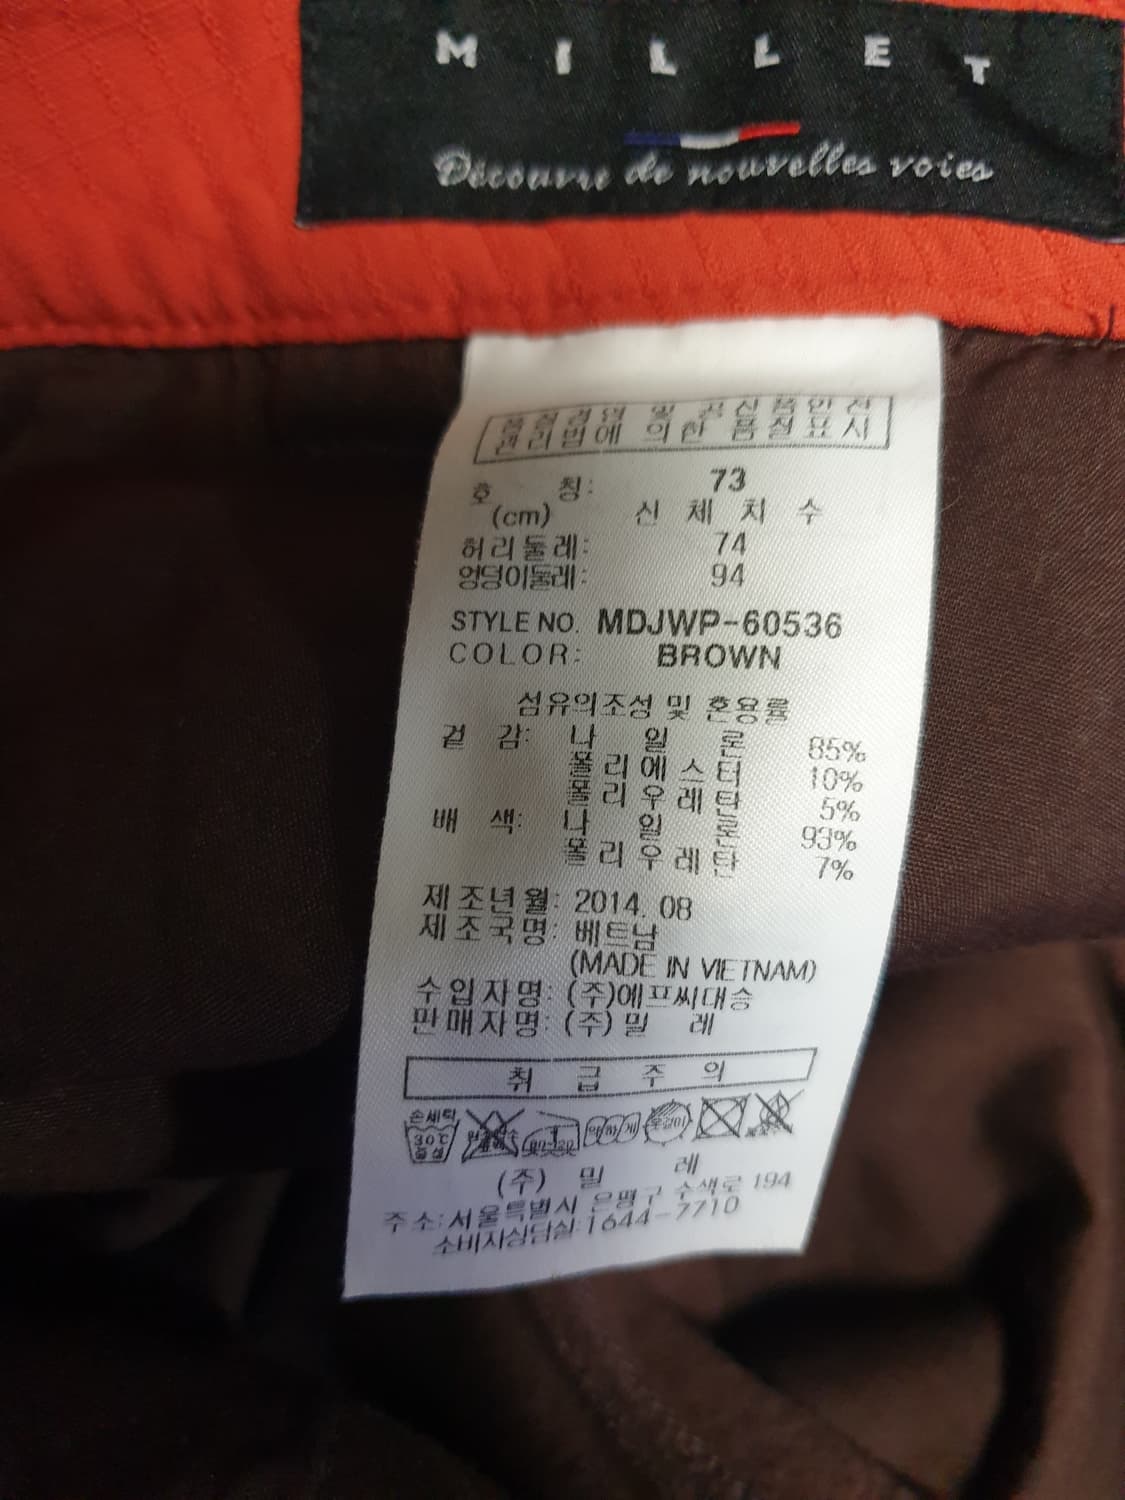 MILLET
Découvre de nouvelles voies
품질경영 및 공산품안전
관리법에 의한 품질표시
호 칭: 73
(cm) 신 체 치 수
허리둘레: 74
엉덩이둘레: 94
STYLE NO. MDJWP-60536
COLOR: BROWN
섬유의조성 및 혼용률
겉 감: 나 일 론 85%
폴리에스터 10%
폴리우레탄 5%
배 색: 나 일 론 93%
폴리우레탄 7%
제조년월: 2014. 08
제조국명: 베트남
(MADE IN VIETNAM)
수입자명: (주)에프씨대승
판매자명: (주) 밀 레
취 급 주 의
손세탁
30℃
중성
약하게
옷걸이
(주) 밀 레
주소:서울특별시 은평구 수색로 194
소비자상담실:1644-7710